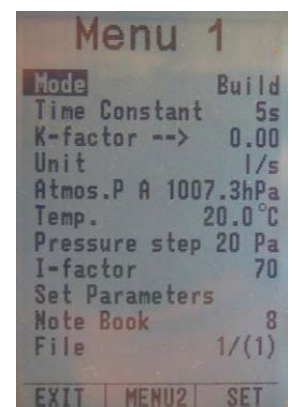 Menu 1
Mode Build
Time Constant 5s
K-factor --> 0.00
Unit l/s
Atmos.P A 1007.3hPa
Temp. 20.0°C
Pressure step 20 Pa
I-factor 70
Set Parameters
Note Book 8
File 1/(1)
EXIT | MENU2 | SET